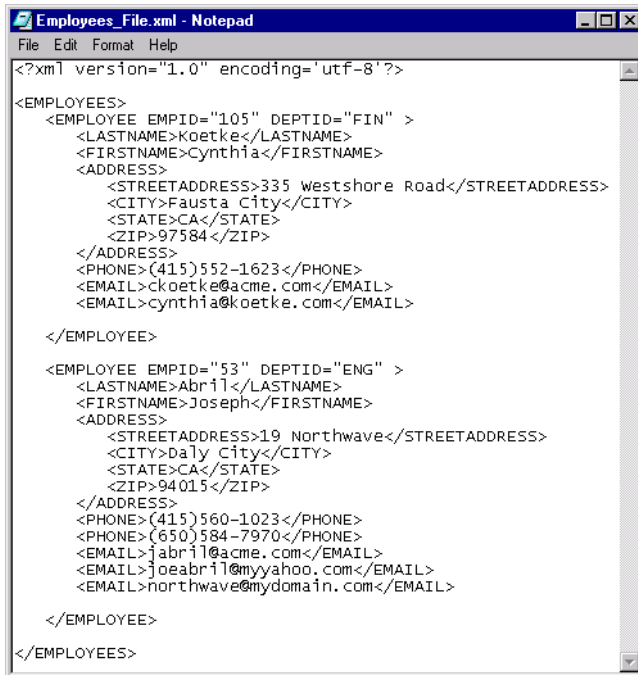 Employees_File.xml - Notepad
File Edit Format Help
<?xml version="1.0" encoding='utf-8'?>
<EMPLOYEES>
<EMPLOYEE EMPID="105" DEPTID="FIN" >
<LASTNAME>Koetke</LASTNAME>
<FIRSTNAME>Cynthia</FIRSTNAME>
<ADDRESS>
<STREETADDRESS>335 Westshore Road</STREETADDRESS>
<CITY>Fausta City</CITY>
<STATE>CA</STATE>
<ZIP>97584</ZIP>
</ADDRESS>
<PHONE>(415)552-1623</PHONE>
<EMAIL>ckoetke@acme.com</EMAIL>
<EMAIL>cynthia@koetke.com</EMAIL>
</EMPLOYEE>
<EMPLOYEE EMPID="53" DEPTID="ENG" >
<LASTNAME>Abril</LASTNAME>
<FIRSTNAME>Joseph</FIRSTNAME>
<ADDRESS>
<STREETADDRESS>19 Northwave</STREETADDRESS>
<CITY>Daly City</CITY>
<STATE>CA</STATE>
<ZIP>94015</ZIP>
</ADDRESS>
<PHONE>(415)560-1023</PHONE>
<PHONE>(650)584-7970</PHONE>
<EMAIL>jabril@acme.com</EMAIL>
<EMAIL>joeabril@myyahoo.com</EMAIL>
<EMAIL>northwave@mydomain.com</EMAIL>
</EMPLOYEE>
</EMPLOYEES>